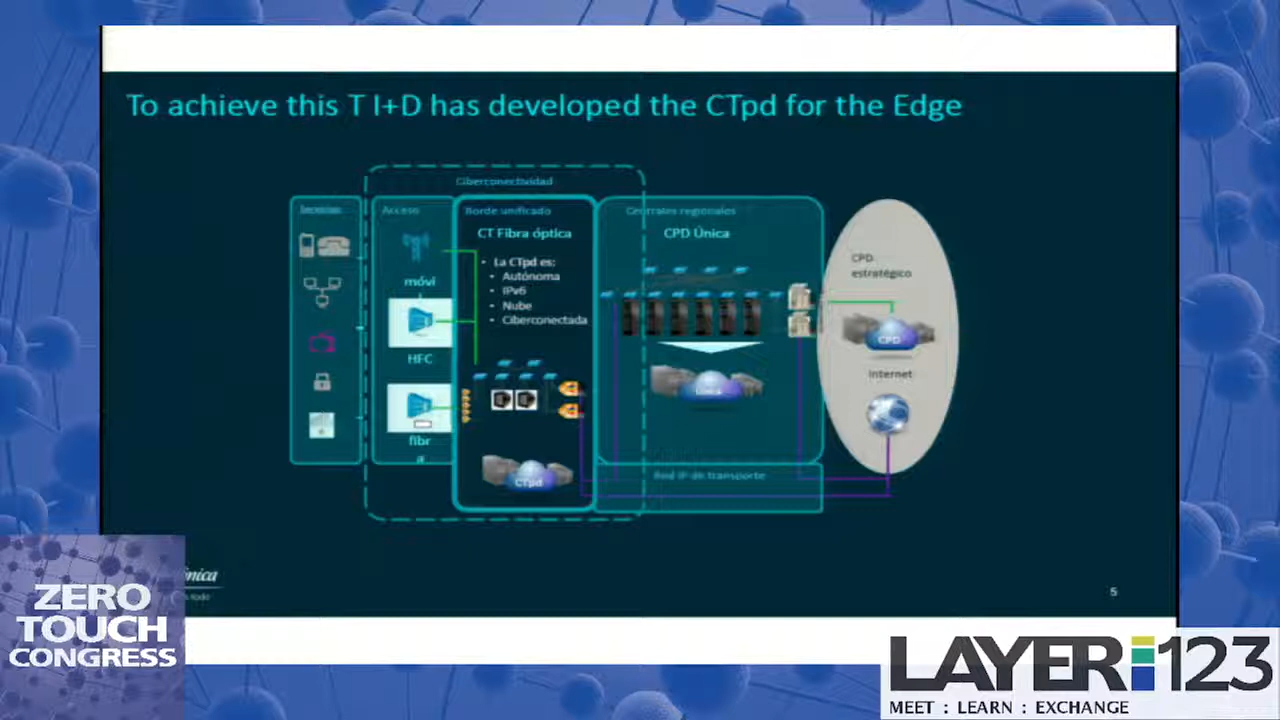 To achieve this T I+D has developed the CTpd for the Edge
Ciberconectividad
Acceso
Borde unificado
Centrales regionales
CT Fibra óptica
CPD Única
La CTpd es:
Autónoma
IPv6
Nube
Ciberconectada
móvi
l
HFC
fibr
a
CTpd
Red IP de transporte
CPD
estratégico
CPD
Internet
5
ZERO
TOUCH
CONGRESS
LAYER123
MEET : LEARN : EXCHANGE